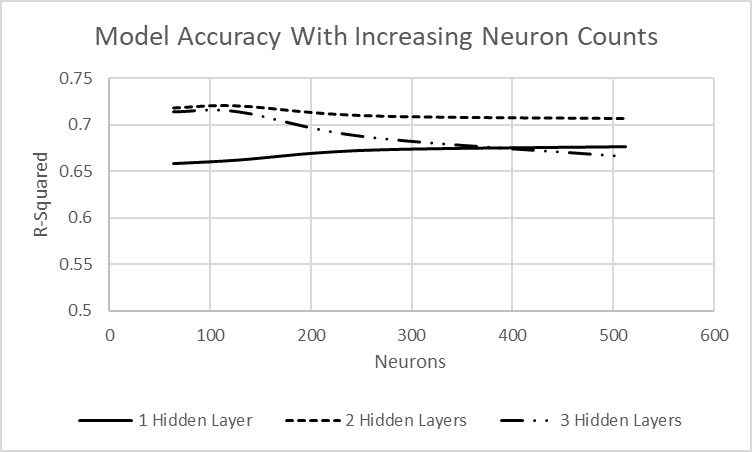 Model Accuracy With Increasing Neuron Counts
0.75
0.7
0.65
0.6
0.55
0.5
R-Squared
0 100 200 300 400 500 600
Neurons
1 Hidden Layer 2 Hidden Layers 3 Hidden Layers